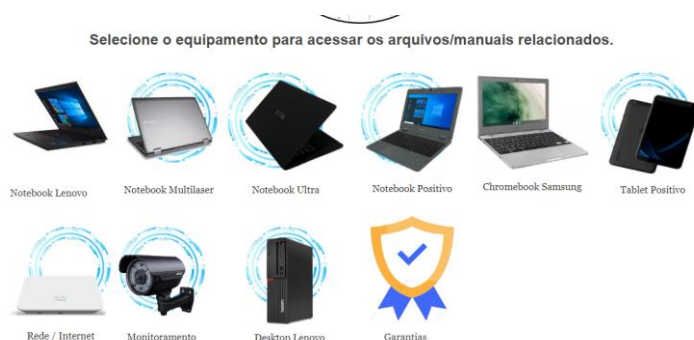 Selecione o equipamento para acessar os arquivos/manuais relacionados.
Notebook Lenovo
Notebook Multilaser
Notebook Ultra
Notebook Positivo
Chromebook Samsung
Tablet Positivo
Rede / Internet
Monitoramento
Desktop Lenovo
Garantias